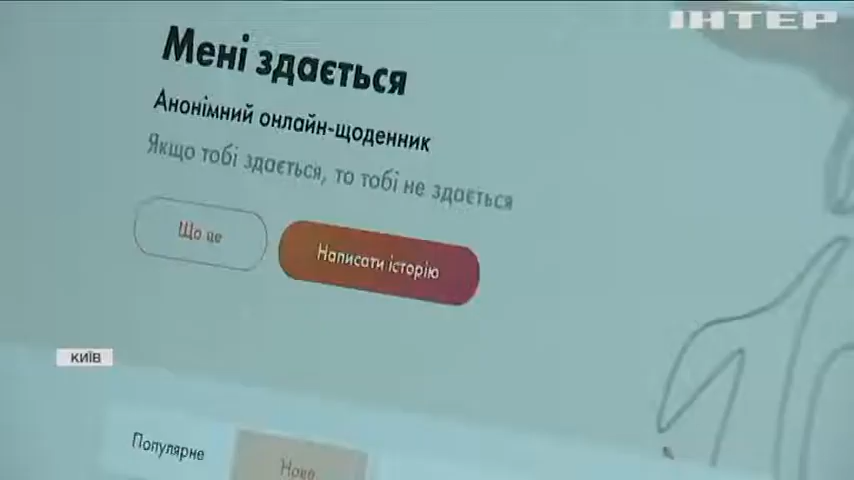 ІНТЕР
Мені здається
Анонімний онлайн-щоденник
Якщо тобі здається, то тобі не здається
Що це
Написати історію
КИЇВ
Популярне
Нове